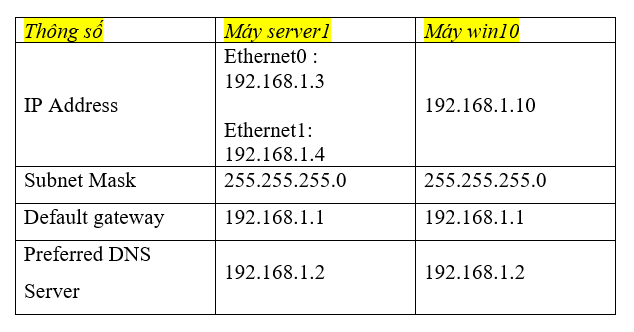 Thông số Máy server1 Máy win10
IP Address
Ethernet0 :
192.168.1.3
Ethernet1:
192.168.1.4
192.168.1.10
Subnet Mask 255.255.255.0 255.255.255.0
Default gateway 192.168.1.1 192.168.1.1
Preferred DNS
Server
192.168.1.2 192.168.1.2